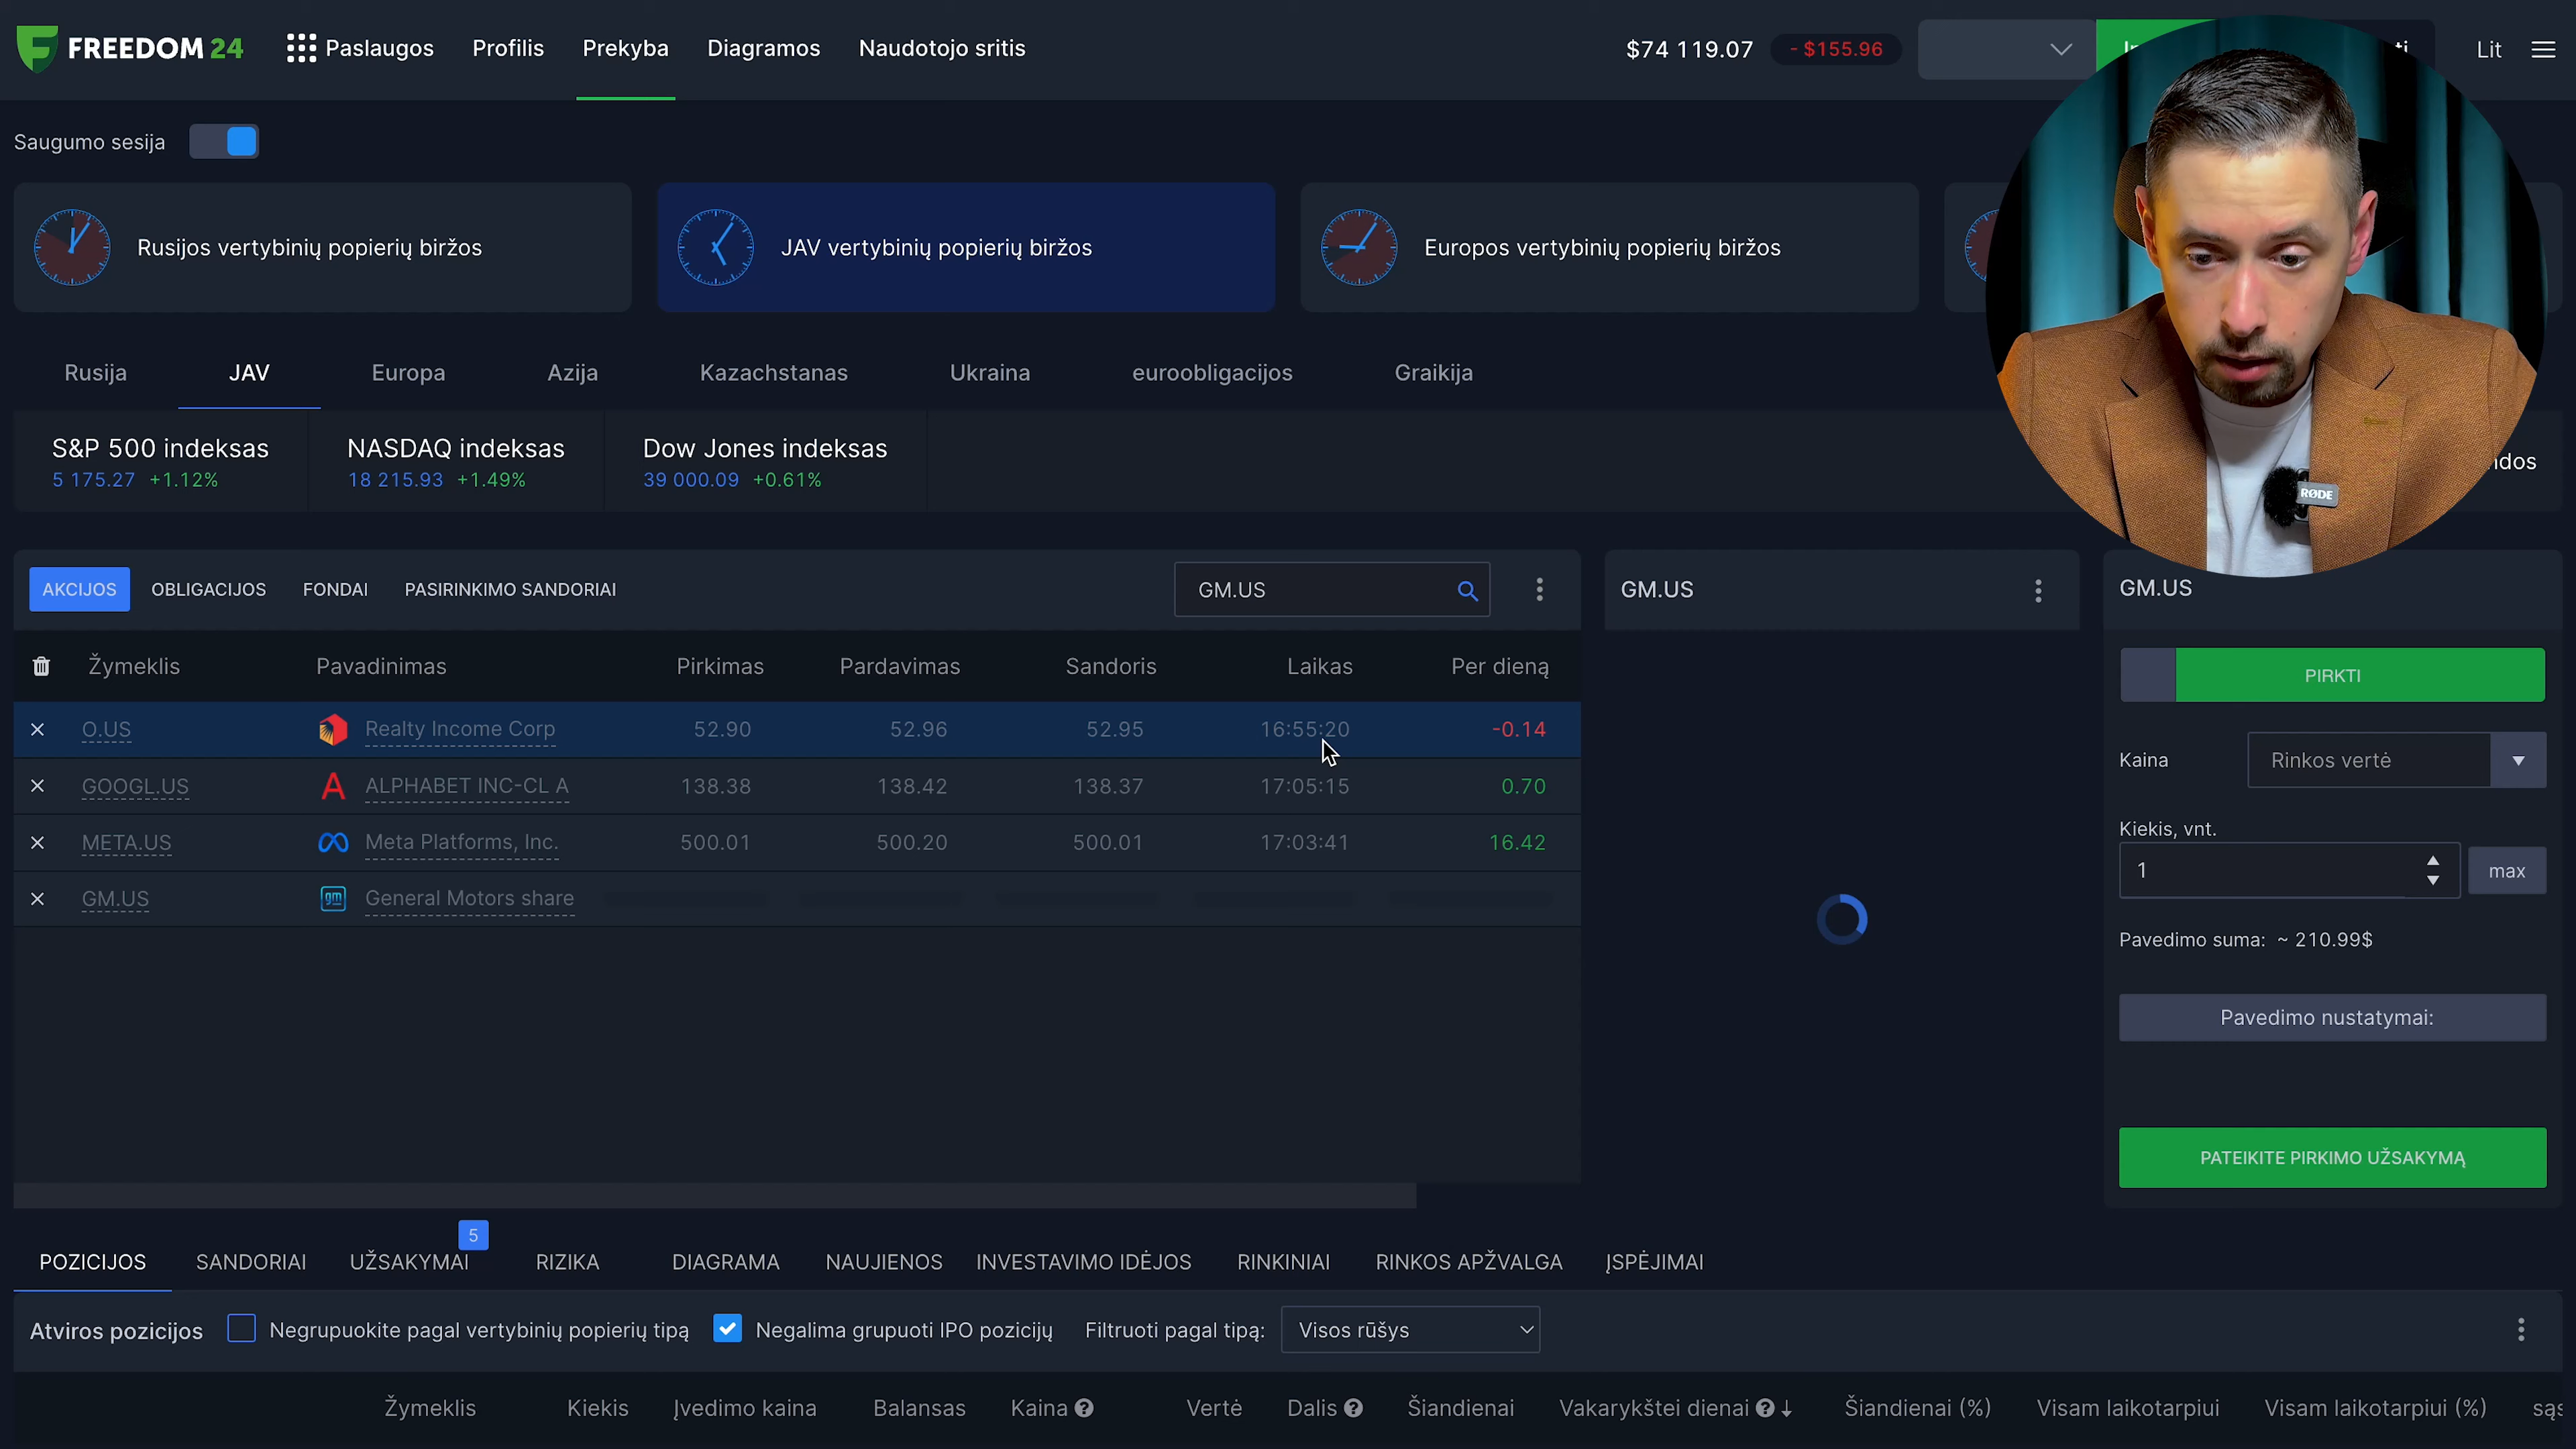 FREEDOM 24
Paslaugos
Profilis
Prekyba
Diagramos
Naudotojo sritis
$74 119.07
- $155.96
Lit
Saugumo sesija
Rusijos vertybinių popierių biržos
JAV vertybinių popierių biržos
Europos vertybinių popierių biržos
Rusija
JAV
Europa
Azija
Kazachstanas
Ukraina
euroobligacijos
Graikija
S&P 500 indeksas
5 175.27 +1.12%
NASDAQ indeksas
18 215.93 +1.49%
Dow Jones indeksas
39 000.09 +0.61%
RØDE
AKCIJOS
OBLIGACIJOS
FONDAI
PASIRINKIMO SANDORIAI
GM.US
Žymeklis Pavadinimas Pirkimas Pardavimas Sandoris Laikas Per dieną
O.US Realty Income Corp 52.90 52.96 52.95 16:55:20 -0.14
GOOGL.US ALPHABET INC-CL A 138.38 138.42 138.37 17:05:15 0.70
META.US Meta Platforms, Inc. 500.01 500.20 500.01 17:03:41 16.42
GM.US gm General Motors share
GM.US
GM.US
PIRKTI
Kaina
Rinkos vertė
Kiekis, vnt.
1
max
Pavedimo suma: ~ 210.99$
Pavedimo nustatymai:
PATEIKITE PIRKIMO UŽSAKYMĄ
POZICIJOS
SANDORIAI
UŽSAKYMAI
5
RIZIKA
DIAGRAMA
NAUJIENOS
INVESTAVIMO IDĖJOS
RINKINIAI
RINKOS APŽVALGA
ĮSPĖJIMAI
Atviros pozicijos
Negrupuokite pagal vertybinių popierių tipą
Negalima grupuoti IPO pozicijų
Filtruoti pagal tipą:
Visos rūšys
Žymeklis Kiekis Įvedimo kaina Balansas Kaina Vertė Dalis Šiandienai Vakarykštei dienai Šiandienai (%) Visam laikotarpiui Visam laikotarpiui (%)